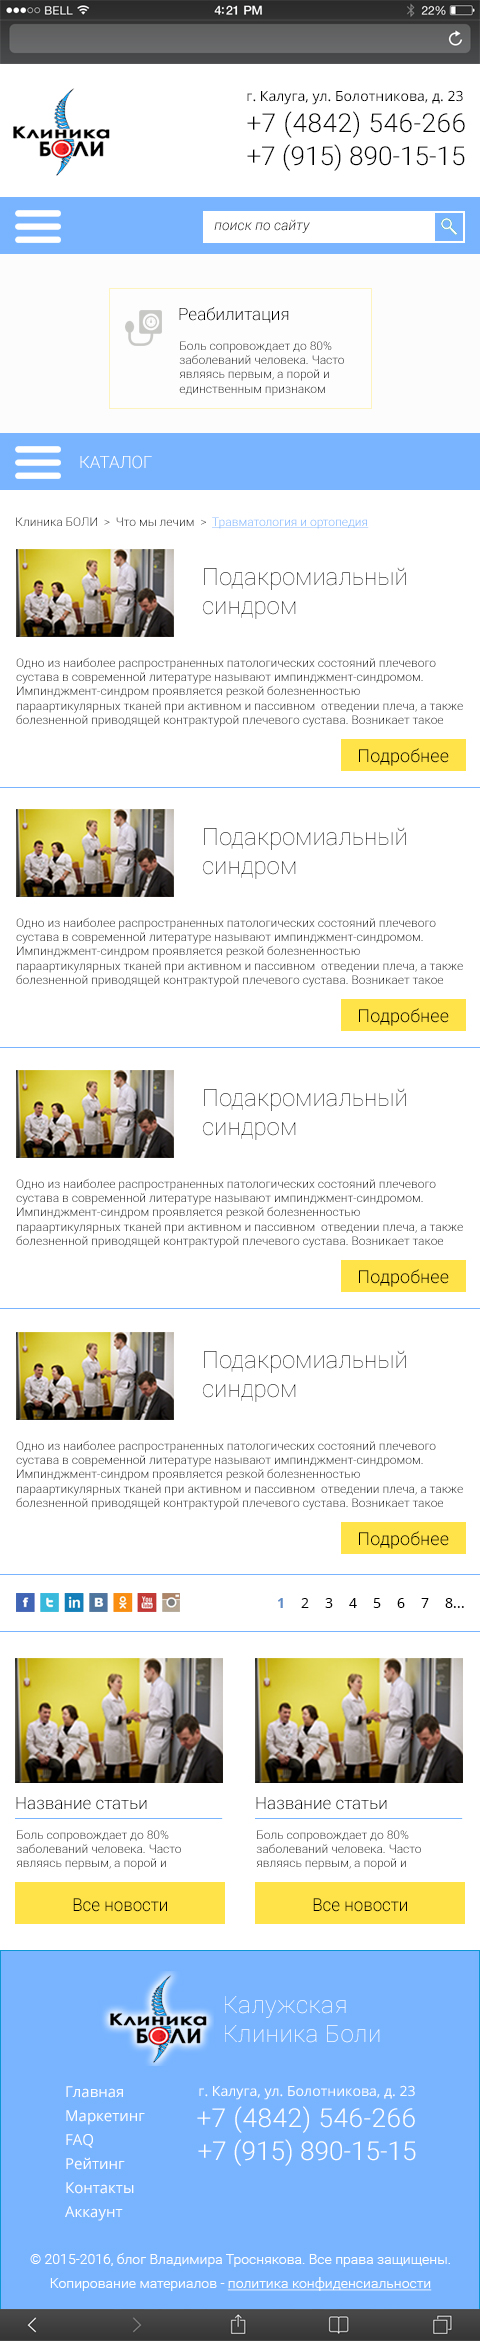 BELL 4:21 PM 22%
Клиника
БОЛИ
г. Калуга, ул. Болотникова, д. 23
+7 (4842) 546-266
+7 (915) 890-15-15
поиск по сайту
Реабилитация
Боль сопровождает до 80%
заболеваний человека. Часто
являясь первым, а порой и
единственным признаком
КАТАЛОГ
Клиника БОЛИ > Что мы лечим > Травматология и ортопедия
Подакромиальный
синдром
Одно из наиболее распространенных патологических состояний плечевого
сустава в современной литературе называют импинджмент-синдромом.
Импинджмент-синдром проявляется резкой болезненностью
параартикулярных тканей при активном и пассивном отведении плеча, а также
болезненной приводящей контрактурой плечевого сустава. Возникает такое
Подробнее
Подакромиальный
синдром
Одно из наиболее распространенных патологических состояний плечевого
сустава в современной литературе называют импинджмент-синдромом.
Импинджмент-синдром проявляется резкой болезненностью
параартикулярных тканей при активном и пассивном отведении плеча, а также
болезненной приводящей контрактурой плечевого сустава. Возникает такое
Подробнее
Подакромиальный
синдром
Одно из наиболее распространенных патологических состояний плечевого
сустава в современной литературе называют импинджмент-синдромом.
Импинджмент-синдром проявляется резкой болезненностью
параартикулярных тканей при активном и пассивном отведении плеча, а также
болезненной приводящей контрактурой плечевого сустава. Возникает такое
Подробнее
Подакромиальный
синдром
Одно из наиболее распространенных патологических состояний плечевого
сустава в современной литературе называют импинджмент-синдромом.
Импинджмент-синдром проявляется резкой болезненностью
параартикулярных тканей при активном и пассивном отведении плеча, а также
болезненной приводящей контрактурой плечевого сустава. Возникает такое
Подробнее
1 2 3 4 5 6 7 8...
Название статьи
Боль сопровождает до 80%
заболеваний человека. Часто
являясь первым, а порой и
Все новости
Название статьи
Боль сопровождает до 80%
заболеваний человека. Часто
являясь первым, а порой и
Все новости
Клиника
БОЛИ
Калужская
Клиника Боли
Главная
Маркетинг
FAQ
Рейтинг
Контакты
Аккаунт
г. Калуга, ул. Болотникова, д. 23
+7 (4842) 546-266
+7 (915) 890-15-15
© 2015-2016, блог Владимира Троснякова. Все права защищены.
Копирование материалов - политика конфиденсиальности